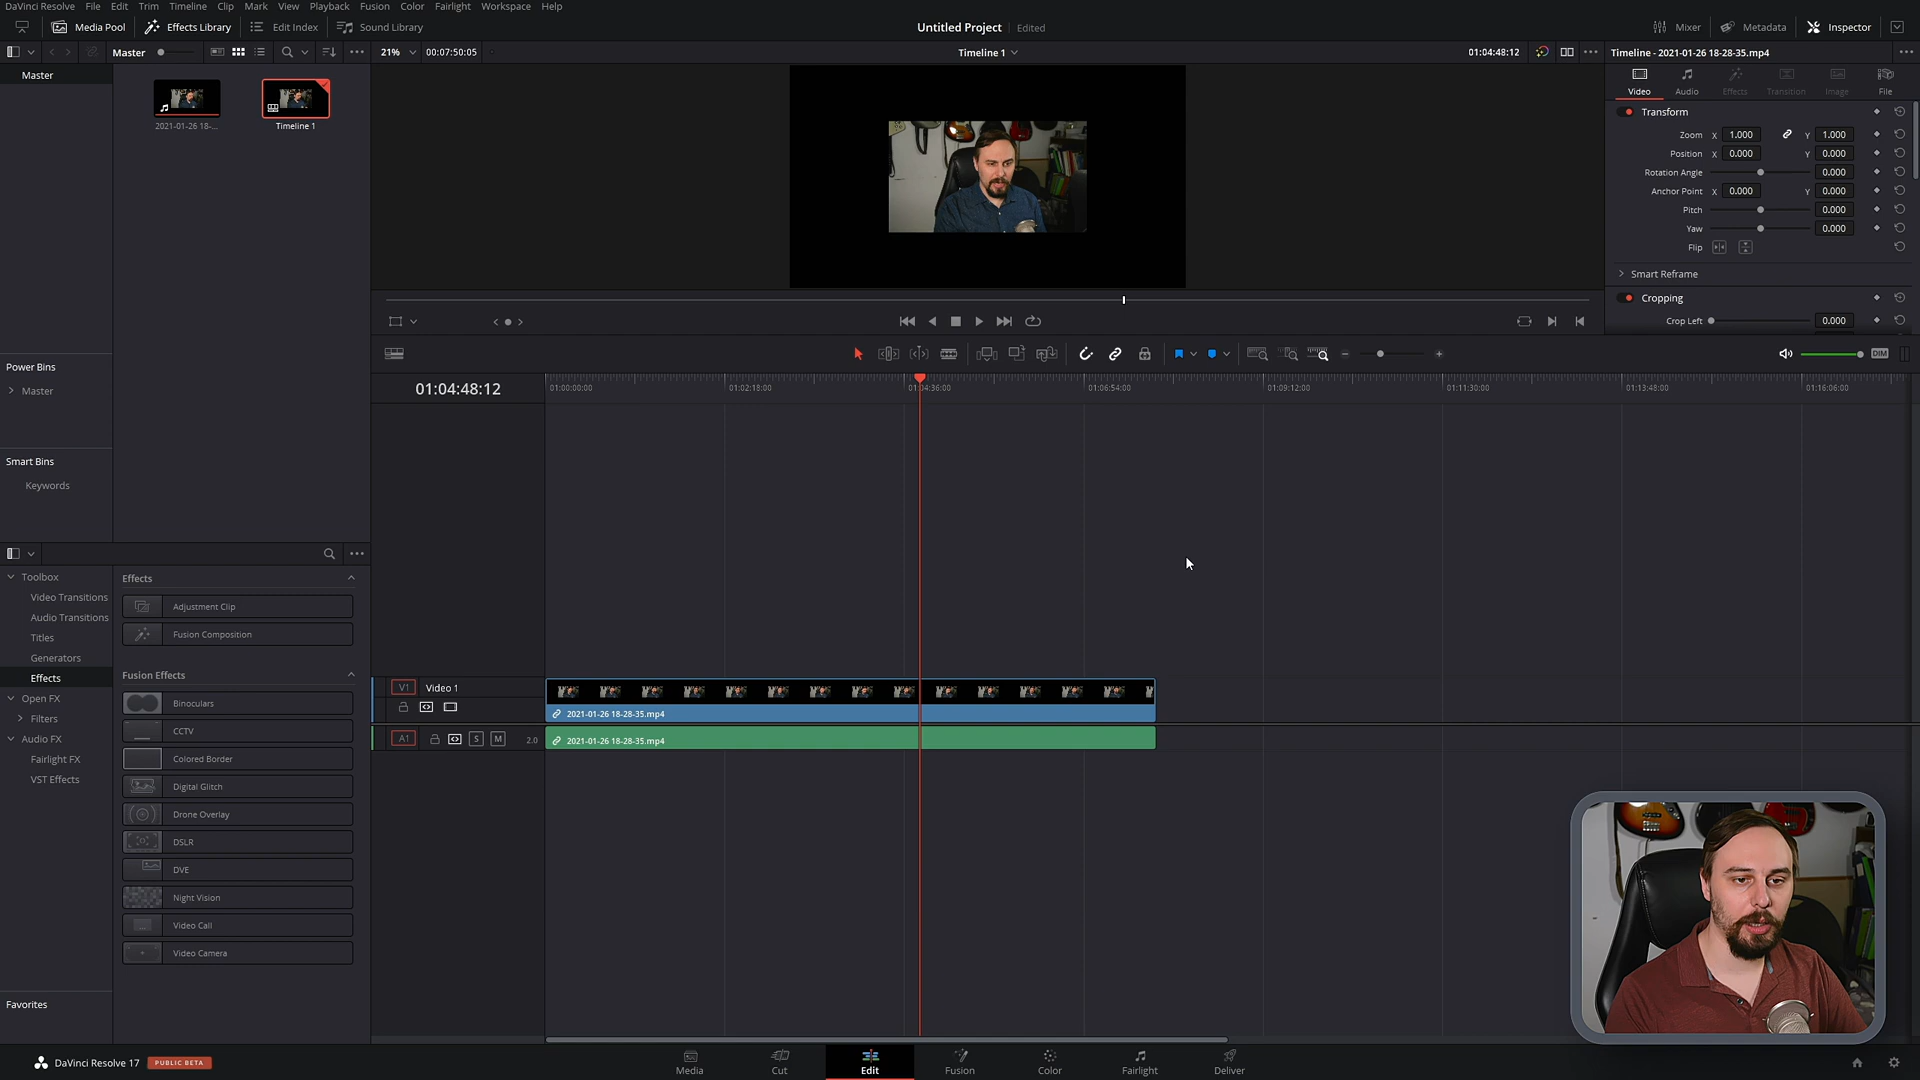 DaVinci Resolve File Edit Trim Timeline Clip Mark View Playback Fusion Color Fairlight Workspace Help
Media Pool Effects Library Edit Index Sound Library Untitled Project Edited Mixer Metadata Inspector
Master 21% 00:07:50:05 Timeline 1 01:04:48:12 Timeline - 2021-01-26 18-28-35.mp4
Master
2021-01-26 18-... Timeline 1
Video Audio Effects Transition Image File
Transform
Zoom X 1.000 Y 1.000
Position X 0.000 Y 0.000
Rotation Angle 0.000
Anchor Point X 0.000 Y 0.000
Pitch 0.000
Yaw 0.000
Flip
Smart Reframe
Cropping
Crop Left 0.000
Power Bins
Master
Smart Bins
Keywords
DIM
01:04:48:12 01:00:00:00 01:02:18:00 01:04:36:00 01:06:54:00 01:09:12:00 01:11:30:00 01:13:48:00 01:16:06:00
Toolbox
Video Transitions
Audio Transitions
Titles
Generators
Effects
Open FX
Filters
Audio FX
Fairlight FX
VST Effects
Favorites
Effects
Adjustment Clip
Fusion Composition
Fusion Effects
Binoculars
CCTV
Colored Border
Digital Glitch
Drone Overlay
DSLR
DVE
Night Vision
Video Call
Video Camera
V1 Video 1
2021-01-26 18-28-35.mp4
A1 S M 2.0 2021-01-26 18-28-35.mp4
DaVinci Resolve 17 PUBLIC BETA
Media Cut Edit Fusion Color Fairlight Deliver